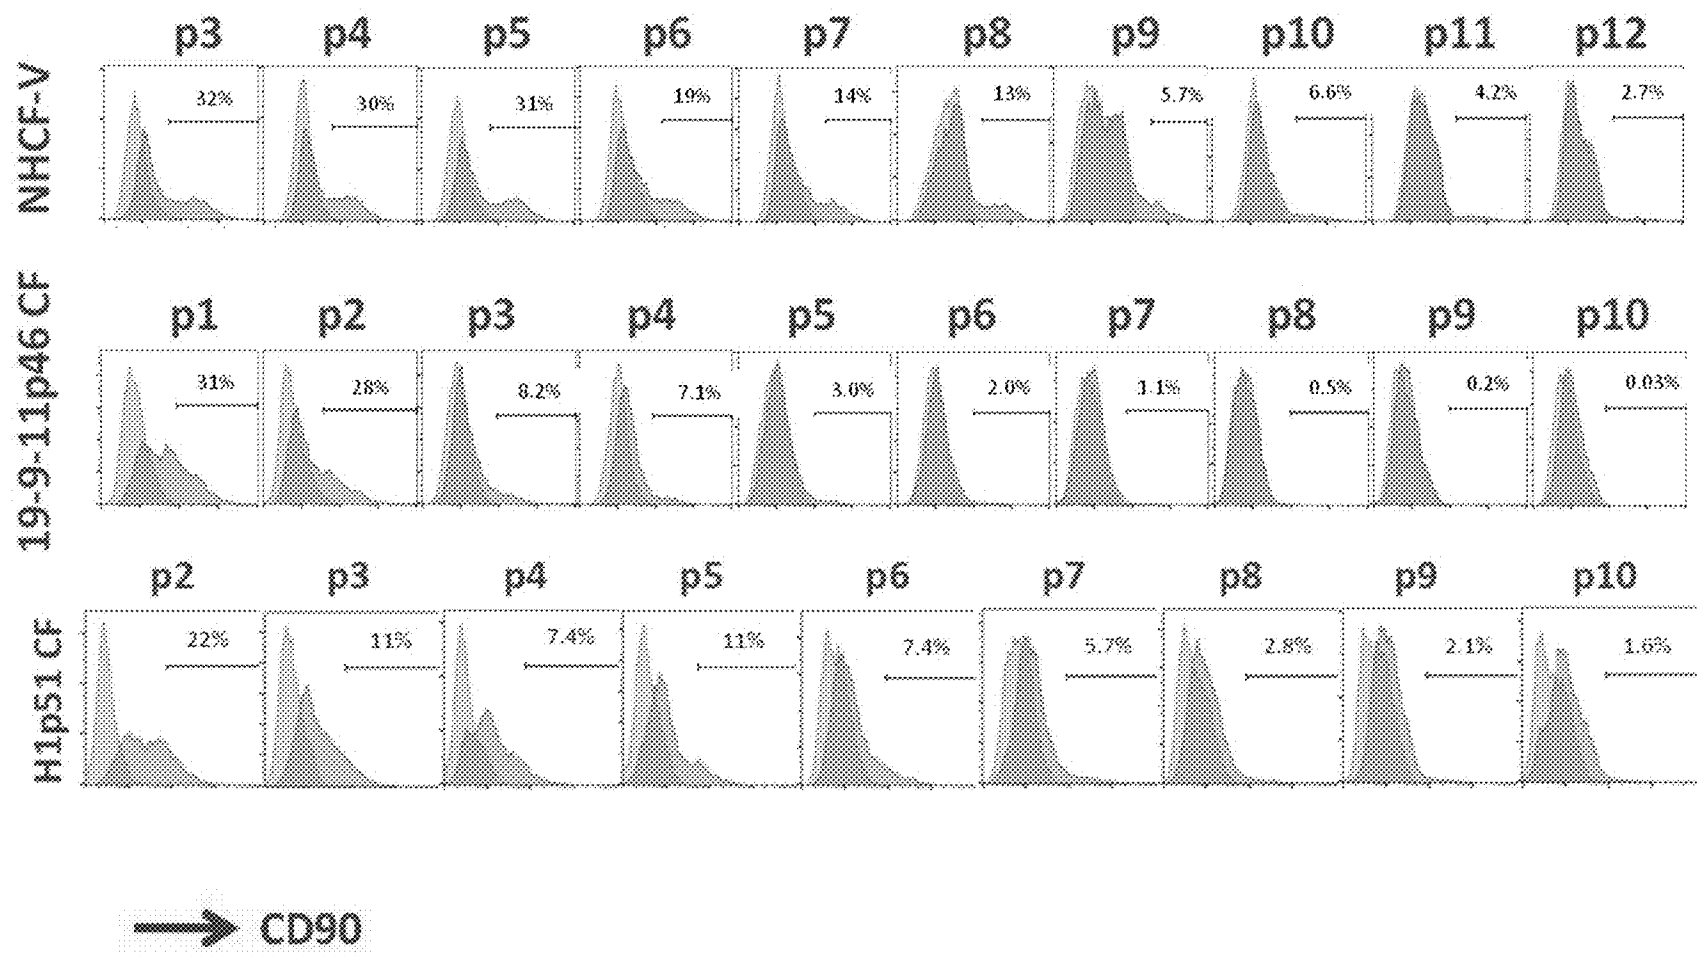 p3 p4 p5 p6 p7 p8 p9 p10 p11 p12
NHCF-V
32% 30% 31% 19% 14% 13% 5.7% 6.6% 4.2% 2.7%
p1 p2 p3 p4 p5 p6 p7 p8 p9 p10
19-9-11p46 CF
31% 28% 8.2% 7.1% 3.0% 2.0% 1.1% 0.5% 0.2% 0.03%
p2 p3 p4 p5 p6 p7 p8 p9 p10
H1p51 CF
22% 11% 7.4% 11% 7.4% 5.7% 2.8% 2.1% 1.6%
CD90